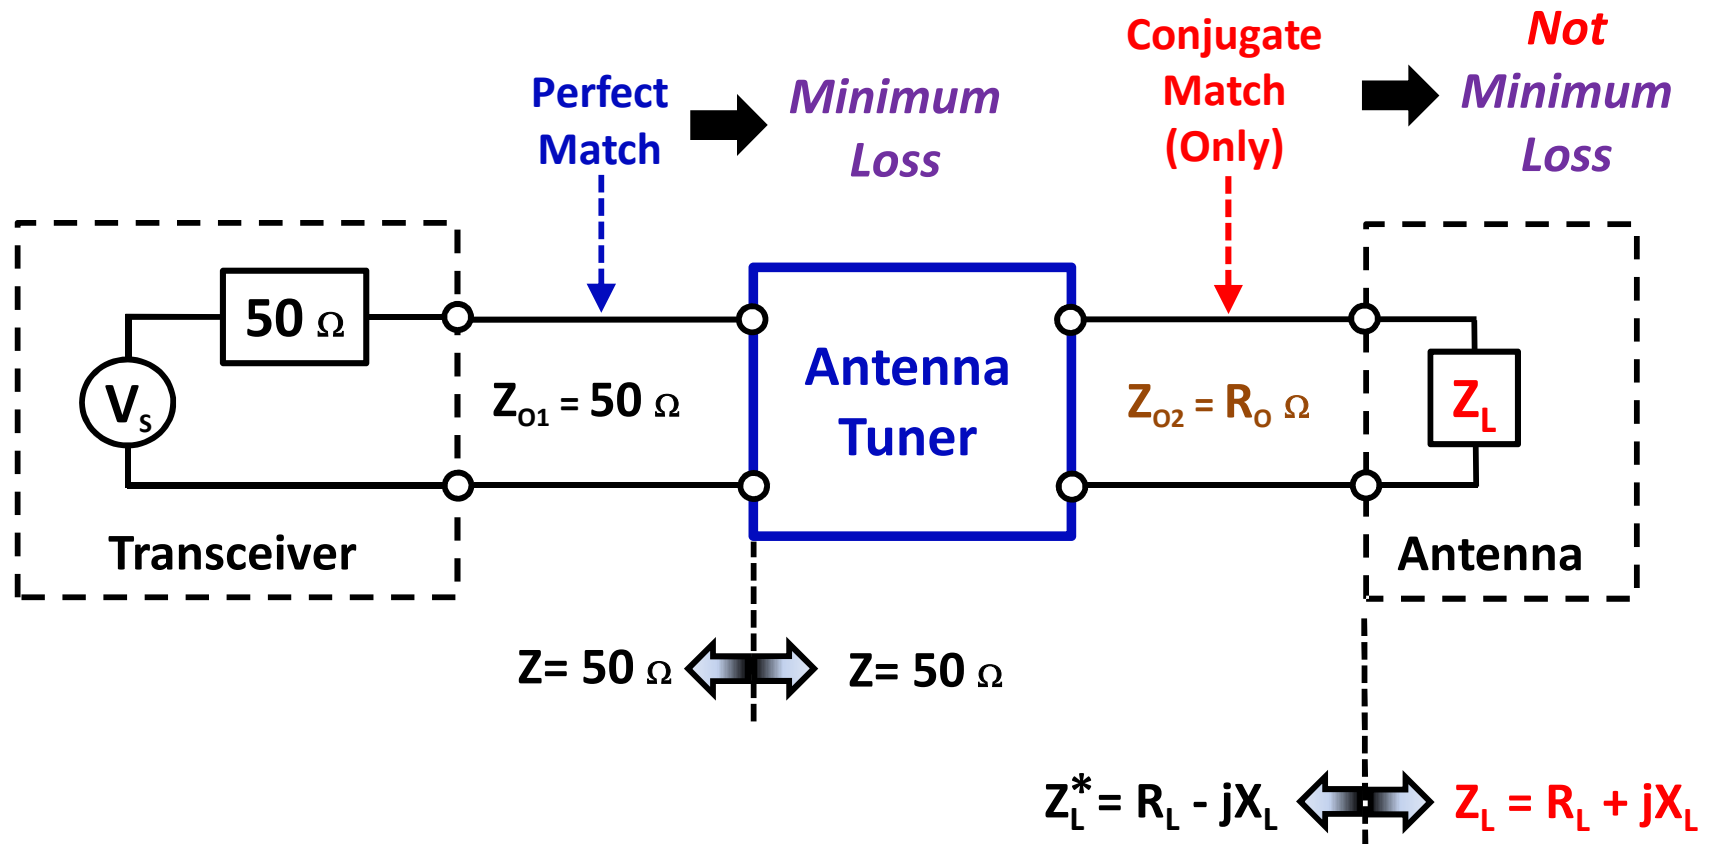 Perfect
Match
Minimum
Loss
Conjugate
Match
(Only)
Not
Minimum
Loss
50 Ω
Vs
Transceiver
ZO1 = 50 Ω
Antenna
Tuner
ZO2 = RO Ω
ZL
Antenna
Z= 50 Ω
Z= 50 Ω
ZL* = RL - jXL
ZL = RL + jXL